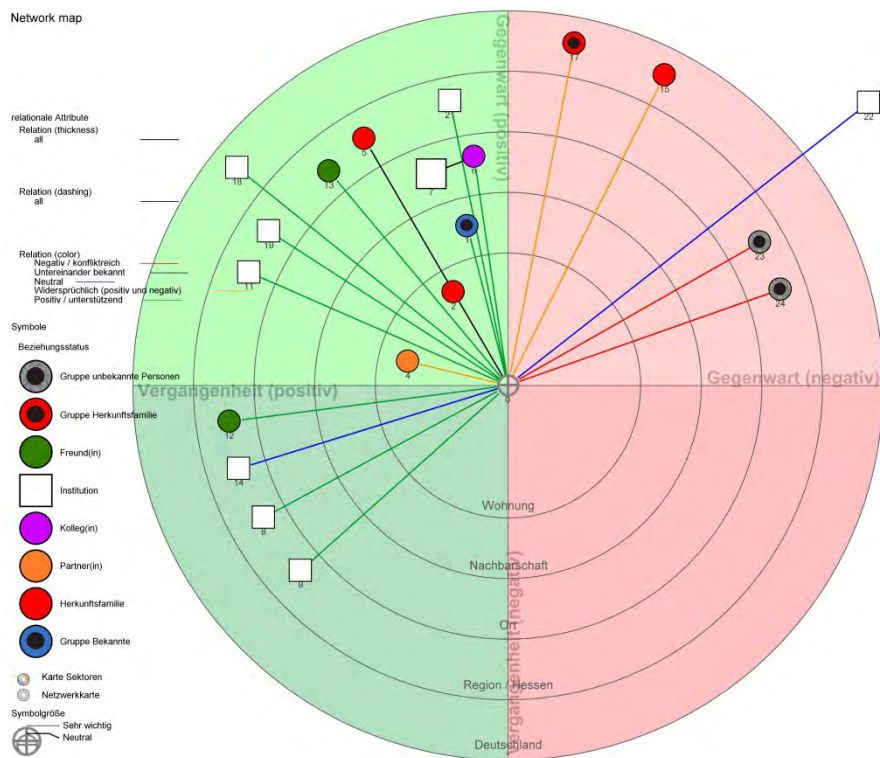 Network map
relationale Attribute
Relation (thickness)
all
Relation (dashing)
all
Relation (color)
Negativ / konfliktreich
Untereinander bekannt
Neutral
Widersprüchlich (positiv und negativ)
Positiv / unterstützend
Symbole
Beziehungsstatus
Gruppe unbekannte Personen
Gruppe Herkunftsfamilie
Freund(in)
Institution
Kolleg(in)
Partner(in)
Herkunftsfamilie
Gruppe Bekannte
Karte Sektoren
Netzwerkkarte
Symbolgröße
Sehr wichtig
Neutral
Gegenwart (positiv)
Gegenwart (negativ)
Vergangenheit (positiv)
Vergangenheit (negativ)
Wohnung
Nachbarschaft
Ort
Region / Hessen
Deutschland
17
15
22
21
5
13
18
7
6
19
1
11
2
23
24
4
0
12
14
8
9